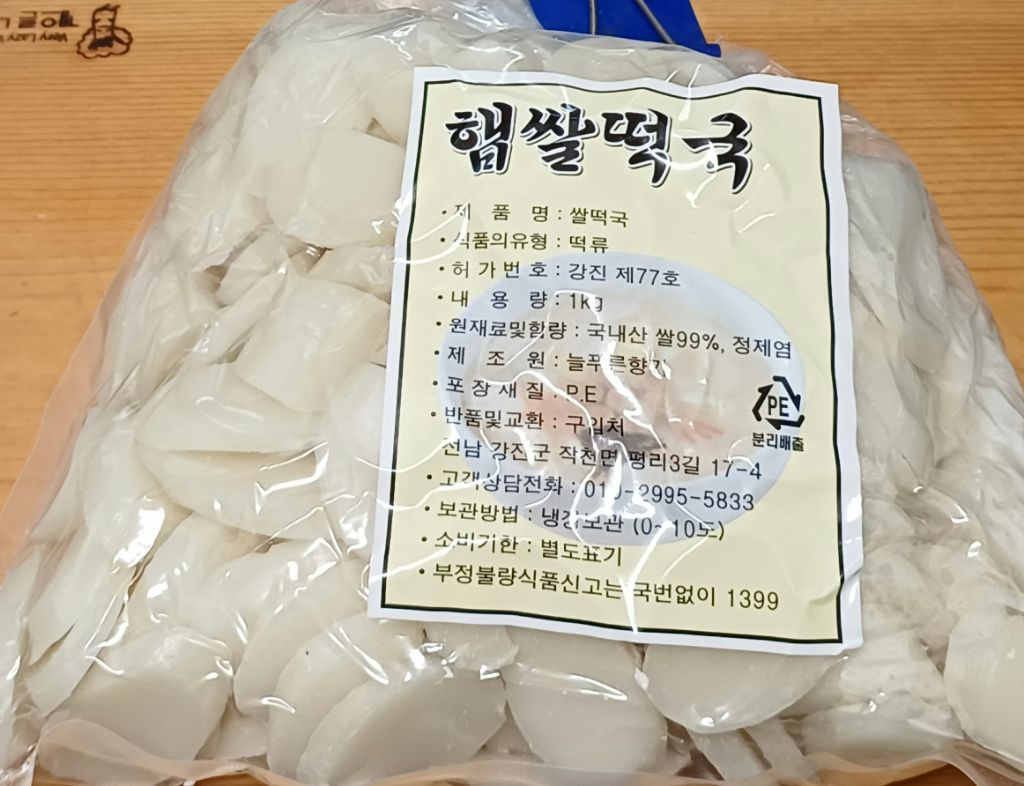 Very Lazy
게으른
햅쌀떡국
• 제 품 명 : 쌀떡국
• 식품의유형 : 떡류
• 허가번호 : 강진 제77호
• 내 용 량 : 1kg
• 원재료및함량 : 국내산 쌀99%, 정제염
• 제 조 원 : 늘푸른향기
• 포장재질 : P.E
• 반품및교환 : 구입처
전남 강진군 작천면 평리3길 17-4
• 고객상담전화 : 010-2995-5833
• 보관방법 : 냉장보관 (0~10도)
• 소비기한 : 별도표기
• 부정불량식품신고는 국번없이 1399
PE
분리배출